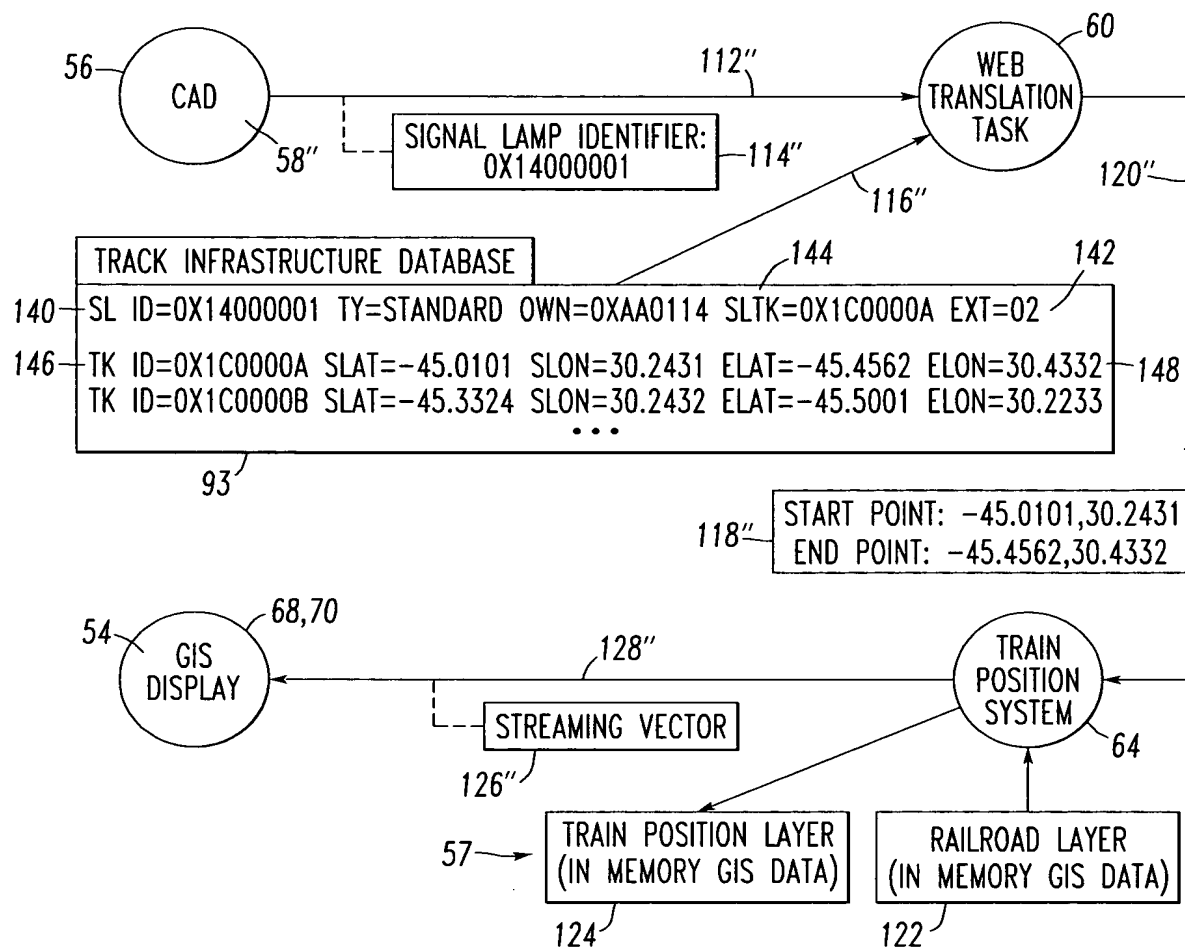 56
CAD
58"
112"
60
WEB
TRANSLATION
TASK
SIGNAL LAMP IDENTIFIER:
0X14000001
114"
116"
120"
TRACK INFRASTRUCTURE DATABASE
144
142
140
SL ID=0X14000001 TY=STANDARD OWN=0XAA0114 SLTK=0X1C0000A EXT=02
146
TK ID=0X1C0000A SLAT=-45.0101 SLON=30.2431 ELAT=-45.4562 ELON=30.4332
148
TK ID=0X1C0000B SLAT=-45.3324 SLON=30.2432 ELAT=-45.5001 ELON=30.2233
•••
93
118"
START POINT: -45.0101,30.2431
END POINT: -45.4562,30.4332
54
68,70
GIS
DISPLAY
128"
TRAIN
POSITION
SYSTEM
64
STREAMING VECTOR
126"
57
TRAIN POSITION LAYER
(IN MEMORY GIS DATA)
124
RAILROAD LAYER
(IN MEMORY GIS DATA)
122